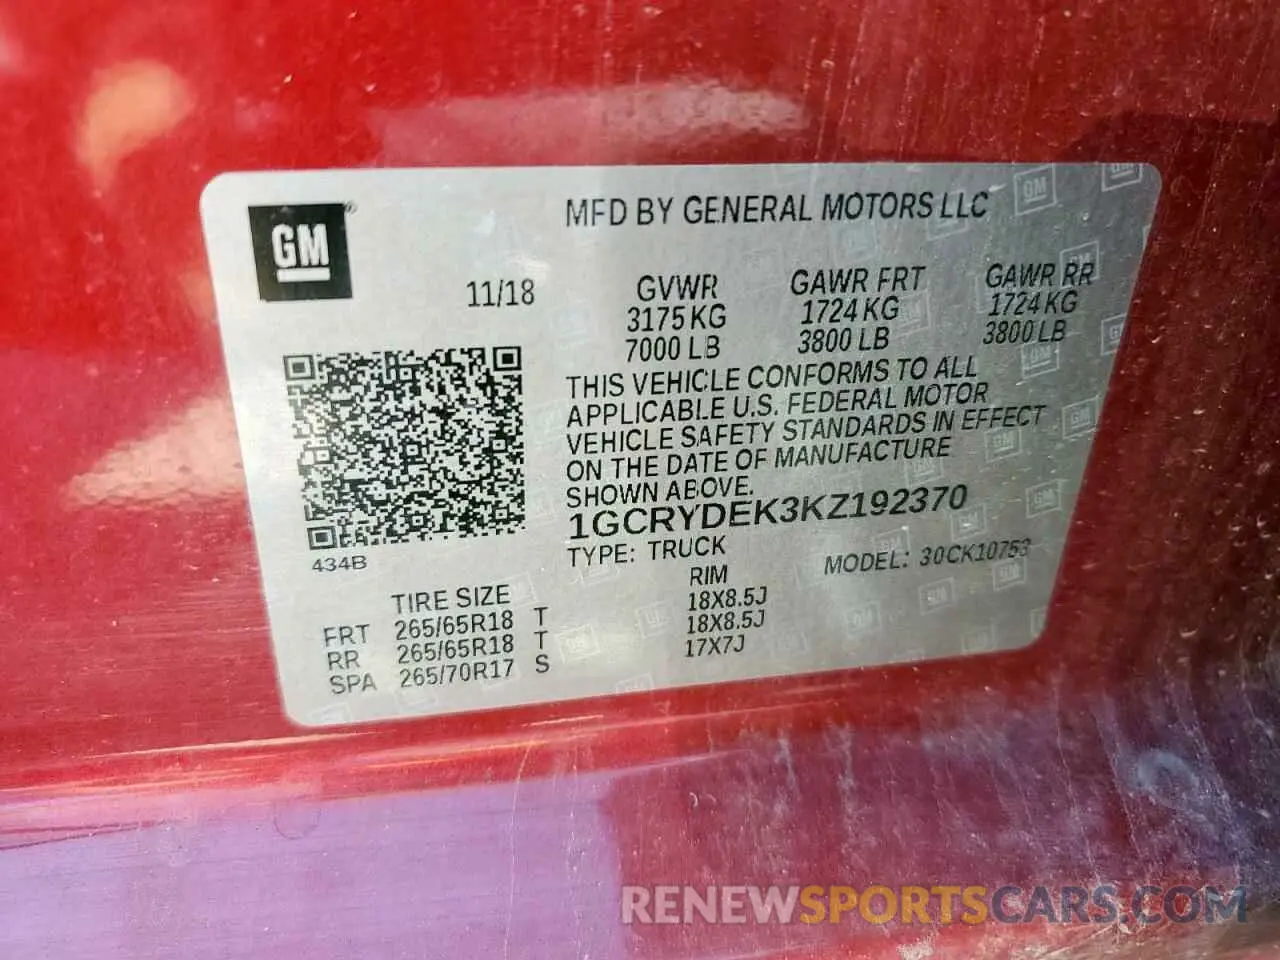 GM®
MFD BY GENERAL MOTORS LLC
11/18
GVWR GAWR FRT GAWR RR
3175 KG 1724 KG 1724 KG
7000 LB 3800 LB 3800 LB
THIS VEHICLE CONFORMS TO ALL
APPLICABLE U.S. FEDERAL MOTOR
VEHICLE SAFETY STANDARDS IN EFFECT
ON THE DATE OF MANUFACTURE
SHOWN ABOVE.
1GCRYDEK3KZ192370
434B
TYPE: TRUCK MODEL: 30CK10753
TIRE SIZE RIM
FRT 265/65R18 T 18X8.5J
RR 265/65R18 T 18X8.5J
SPA 265/70R17 S 17X7J
RENEWSPORTSCARS.COM